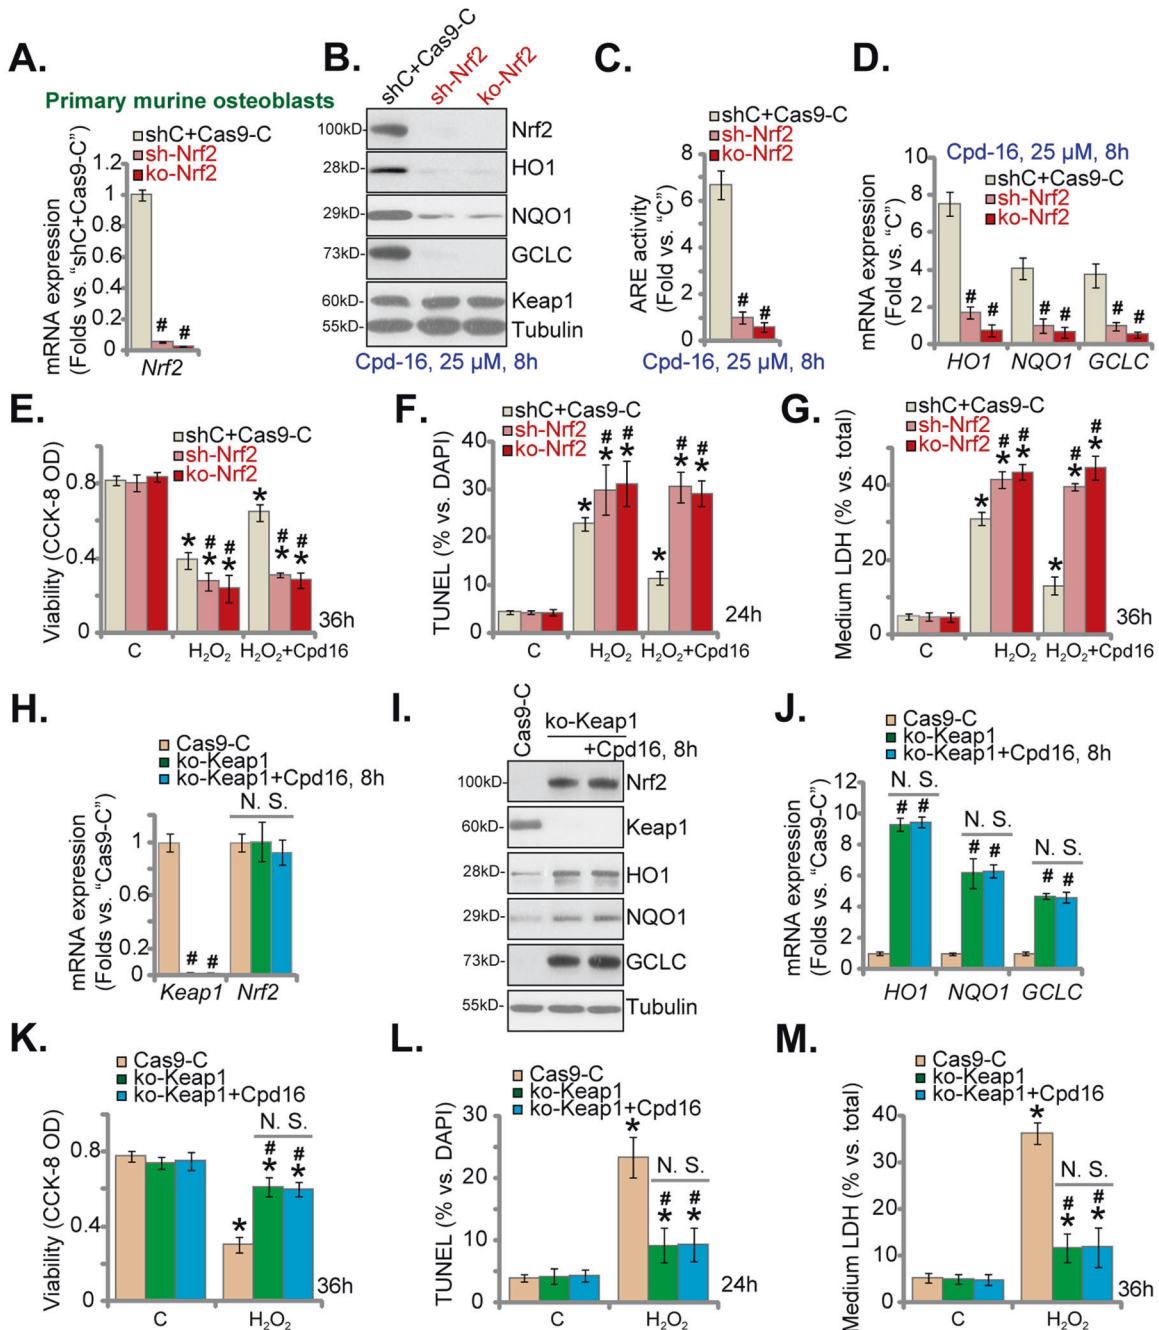 A.
Primary murine osteoblasts
shC+Cas9-C
sh-Nrf2
ko-Nrf2
mRNA expression
(Folds vs. “shC+Cas9-C”)
1.2
1
0.8
0.6
0.4
0.2
0
# #
Nrf2
B.
shC+Cas9-C
sh-Nrf2
ko-Nrf2
100kD- Nrf2
28kD- HO1
29kD- NQO1
73kD- GCLC
60kD- Keap1
55kD- Tubulin
Cpd-16, 25 µM, 8h
C.
shC+Cas9-C
sh-Nrf2
ko-Nrf2
ARE activity
(Fold vs. “C”)
8
6
4
2
0
# #
Cpd-16, 25 µM, 8h
D.
Cpd-16, 25 µM, 8h
shC+Cas9-C
sh-Nrf2
ko-Nrf2
mRNA expression
(Fold vs. “C”)
10
8
6
4
2
0
# # # # # #
HO1 NQO1 GCLC
E.
shC+Cas9-C
sh-Nrf2
ko-Nrf2
Viability (CCK-8 OD)
0.8
0.4
0
* #* #* * #* #*
36h
C H2O2 H2O2+Cpd16
F.
shC+Cas9-C
sh-Nrf2
ko-Nrf2
TUNEL (% vs. DAPI)
40
30
20
10
0
* #* #* * #* #*
24h
C H2O2 H2O2+Cpd16
G.
shC+Cas9-C
sh-Nrf2
ko-Nrf2
Medium LDH (% vs. total)
40
20
0
* #* #* * #* #*
36h
C H2O2 H2O2+Cpd16
H.
Cas9-C
ko-Keap1
ko-Keap1+Cpd16, 8h
N. S.
mRNA expression
(Folds vs. “Cas9-C”)
1
0.8
0.6
0.4
0.2
0
# #
Keap1 Nrf2
I.
Cas9-C
ko-Keap1
+Cpd16, 8h
100kD- Nrf2
60kD- Keap1
28kD- HO1
29kD- NQO1
73kD- GCLC
55kD- Tubulin
J.
Cas9-C
ko-Keap1
ko-Keap1+Cpd16, 8h
mRNA expression
(Folds vs. “Cas9-C”)
12
10
8
6
4
2
0
N. S.
# #
N. S.
# #
N. S.
# #
HO1 NQO1 GCLC
K.
Cas9-C
ko-Keap1
ko-Keap1+Cpd16
Viability (CCK-8 OD)
0.8
0.4
0
N. S.
* #* #*
36h
C H2O2
L.
Cas9-C
ko-Keap1
ko-Keap1+Cpd16
TUNEL (% vs. DAPI)
30
20
10
0
N. S.
* #* #*
24h
C H2O2
M.
Cas9-C
ko-Keap1
ko-Keap1+Cpd16
Medium LDH (% vs. total)
40
30
20
10
0
N. S.
* #* #*
36h
C H2O2